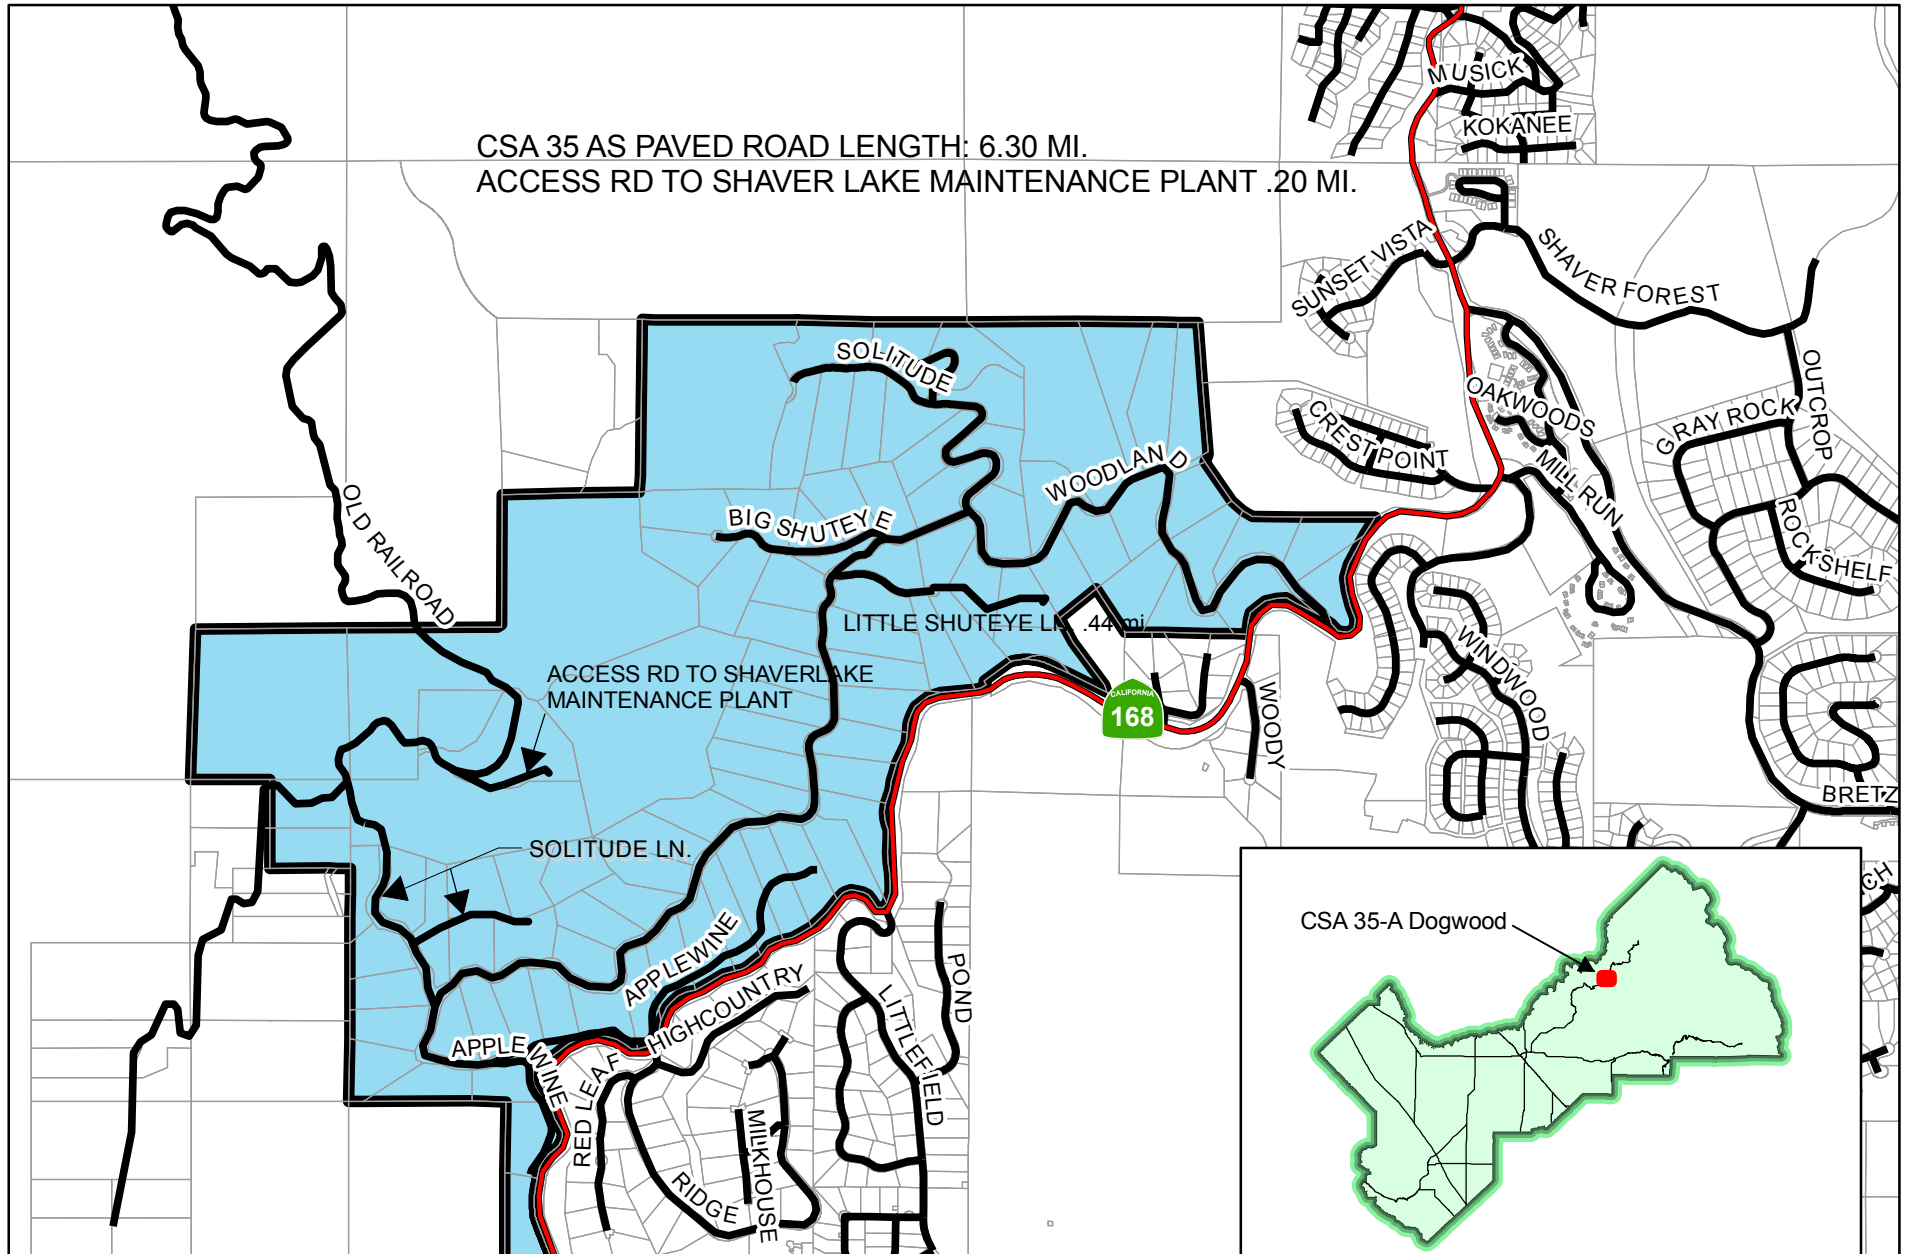 MUSICK
KOKANEE
CSA 35 AS PAVED ROAD LENGTH: 6.30 MI.
ACCESS RD TO SHAVER LAKE MAINTENANCE PLANT .20 MI.
SUNSET VISTA
SHAVER FOREST
SOLITUDE
OUTCROP
OAKWOODS
GRAY ROCK
CREST POINT
WOODLAND
MILL RUN
OLD RAILROAD
BIG SHUTEYE
ROCKSHELF
LITTLE SHUTEYE LN. .44 mi
WINDWOOD
ACCESS RD TO SHAVERLAKE
MAINTENANCE PLANT
CALIFORNIA
168
WOODY
BRETZ
SOLITUDE LN.
CH
CSA 35-A Dogwood
APPLEWINE
POND
HIGHCOUNTRY
LITTLEFIELD
APPLE WINE
RED LEAF
MILKHOUSE
RIDGE